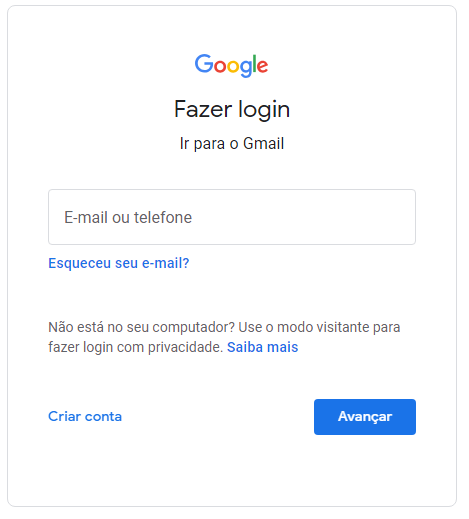 Google
Fazer login
Ir para o Gmail
E-mail ou telefone
Esqueceu seu e-mail?
Não está no seu computador? Use o modo visitante para
fazer login com privacidade. Saiba mais
Criar conta
Avançar